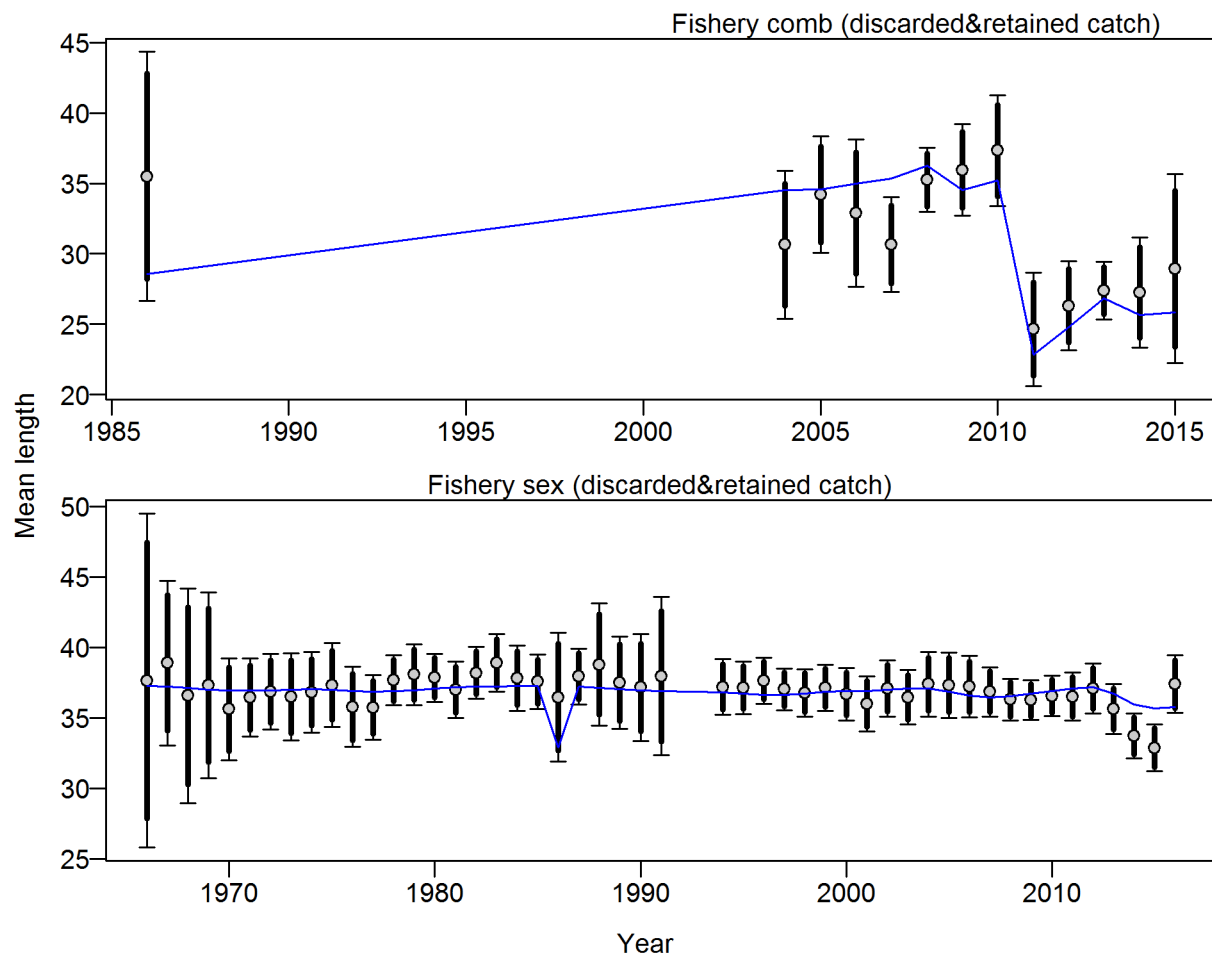 Fishery comb (discarded&retained catch)
45
40
35
30
25
20
1985 1990 1995 2000 2005 2010 2015
Mean length
Fishery sex (discarded&retained catch)
50
45
40
35
30
25
1970 1980 1990 2000 2010
Year